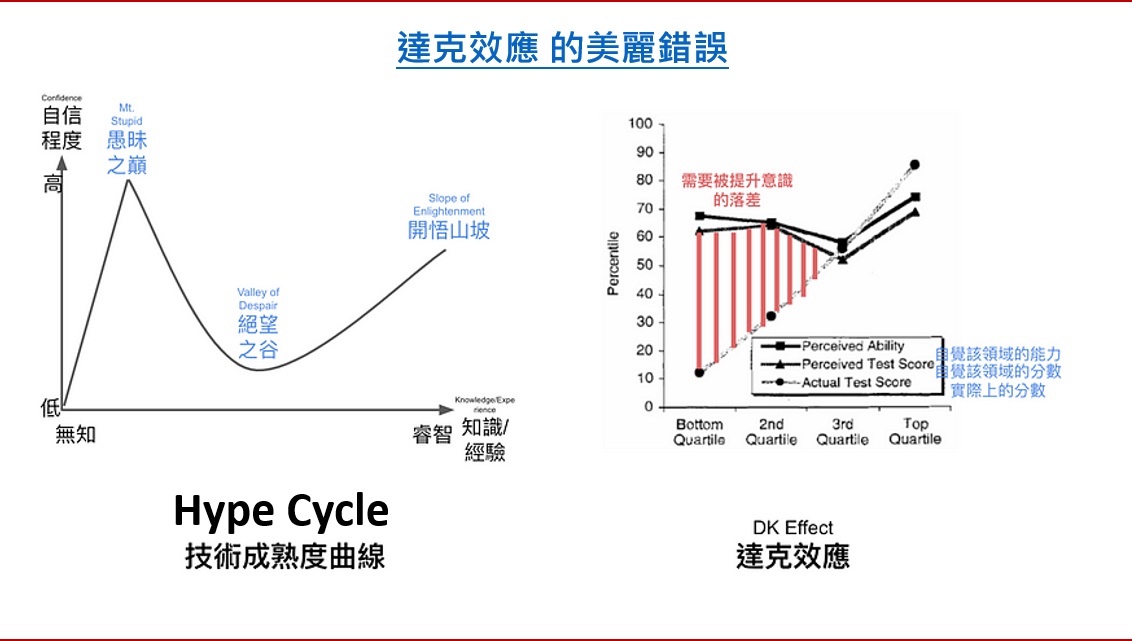 達克效應 的美麗錯誤
Confidence
自信
程度
高
Mt.
Stupid
愚昧
之巔
Valley of
Despair
絕望
之谷
Slope of
Enlightenment
開悟山坡
低
無知
睿智
Knowledge/Expe
rience
知識/
經驗
Hype Cycle
技術成熟度曲線
100
90
80
70
60
50
40
30
20
10
0
Percentile
需要被提升意識
的落差
Perceived Ability
Perceived Test Score
Actual Test Score
自覺該領域的能力
自覺該領域的分數
實際上的分數
Bottom
Quartile
2nd
Quartile
3rd
Quartile
Top
Quartile
DK Effect
達克效應